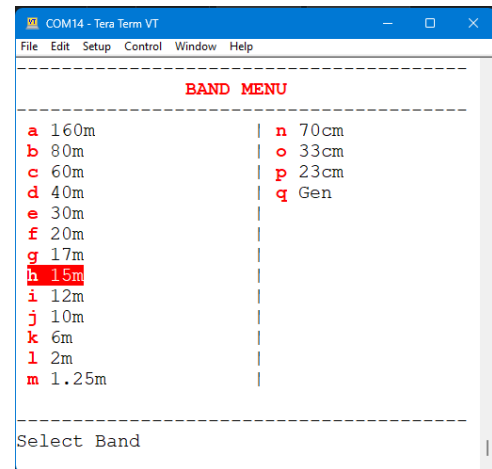 COM14 - Tera Term VT
File Edit Setup Control Window Help
---------------------------------------
BAND MENU
---------------------------------------
a 160m | n 70cm
b 80m | o 33cm
c 60m | p 23cm
d 40m | q Gen
e 30m |
f 20m |
g 17m |
h 15m |
i 12m |
j 10m |
k 6m |
l 2m |
m 1.25m |
---------------------------------------
Select Band